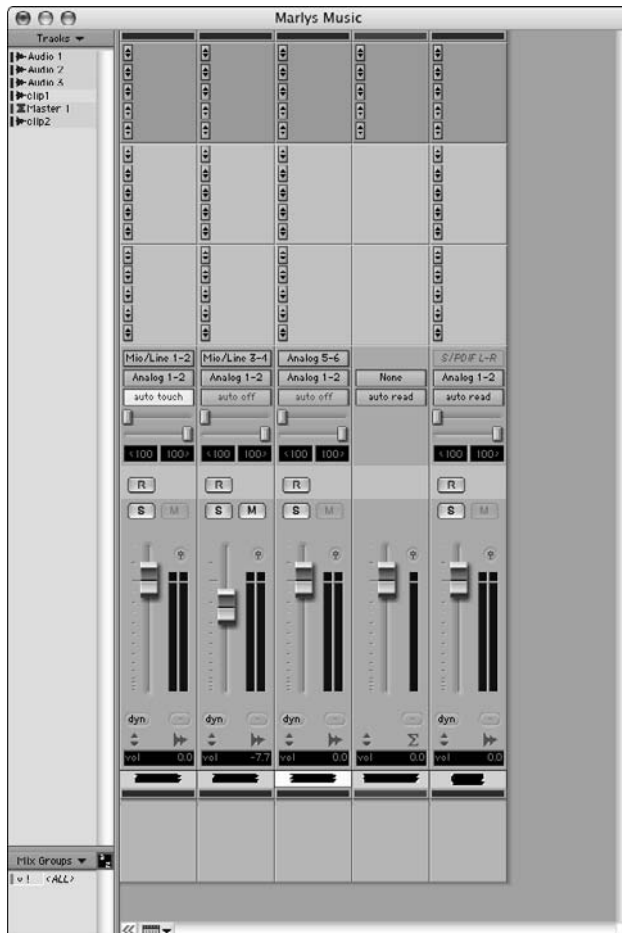 Marlys Music
Tracks
Audio 1
Audio 2
Audio 3
clip1
Master 1
clip2
Mic/Line 1-2 Mic/Line 3-4 Analog 5-6 S/PDIF L-R
Analog 1-2 Analog 1-2 Analog 1-2 None Analog 1-2
auto touch auto off auto off auto read auto read
‹100 100› ‹100 100› ‹100 100› ‹100 100›
R R R R
S M S M S M S M
dyn dyn dyn dyn
Σ
vol 0.0 vol -7.7 vol 0.0 vol 0.0 vol 0.0
Mix Groups
! <ALL>